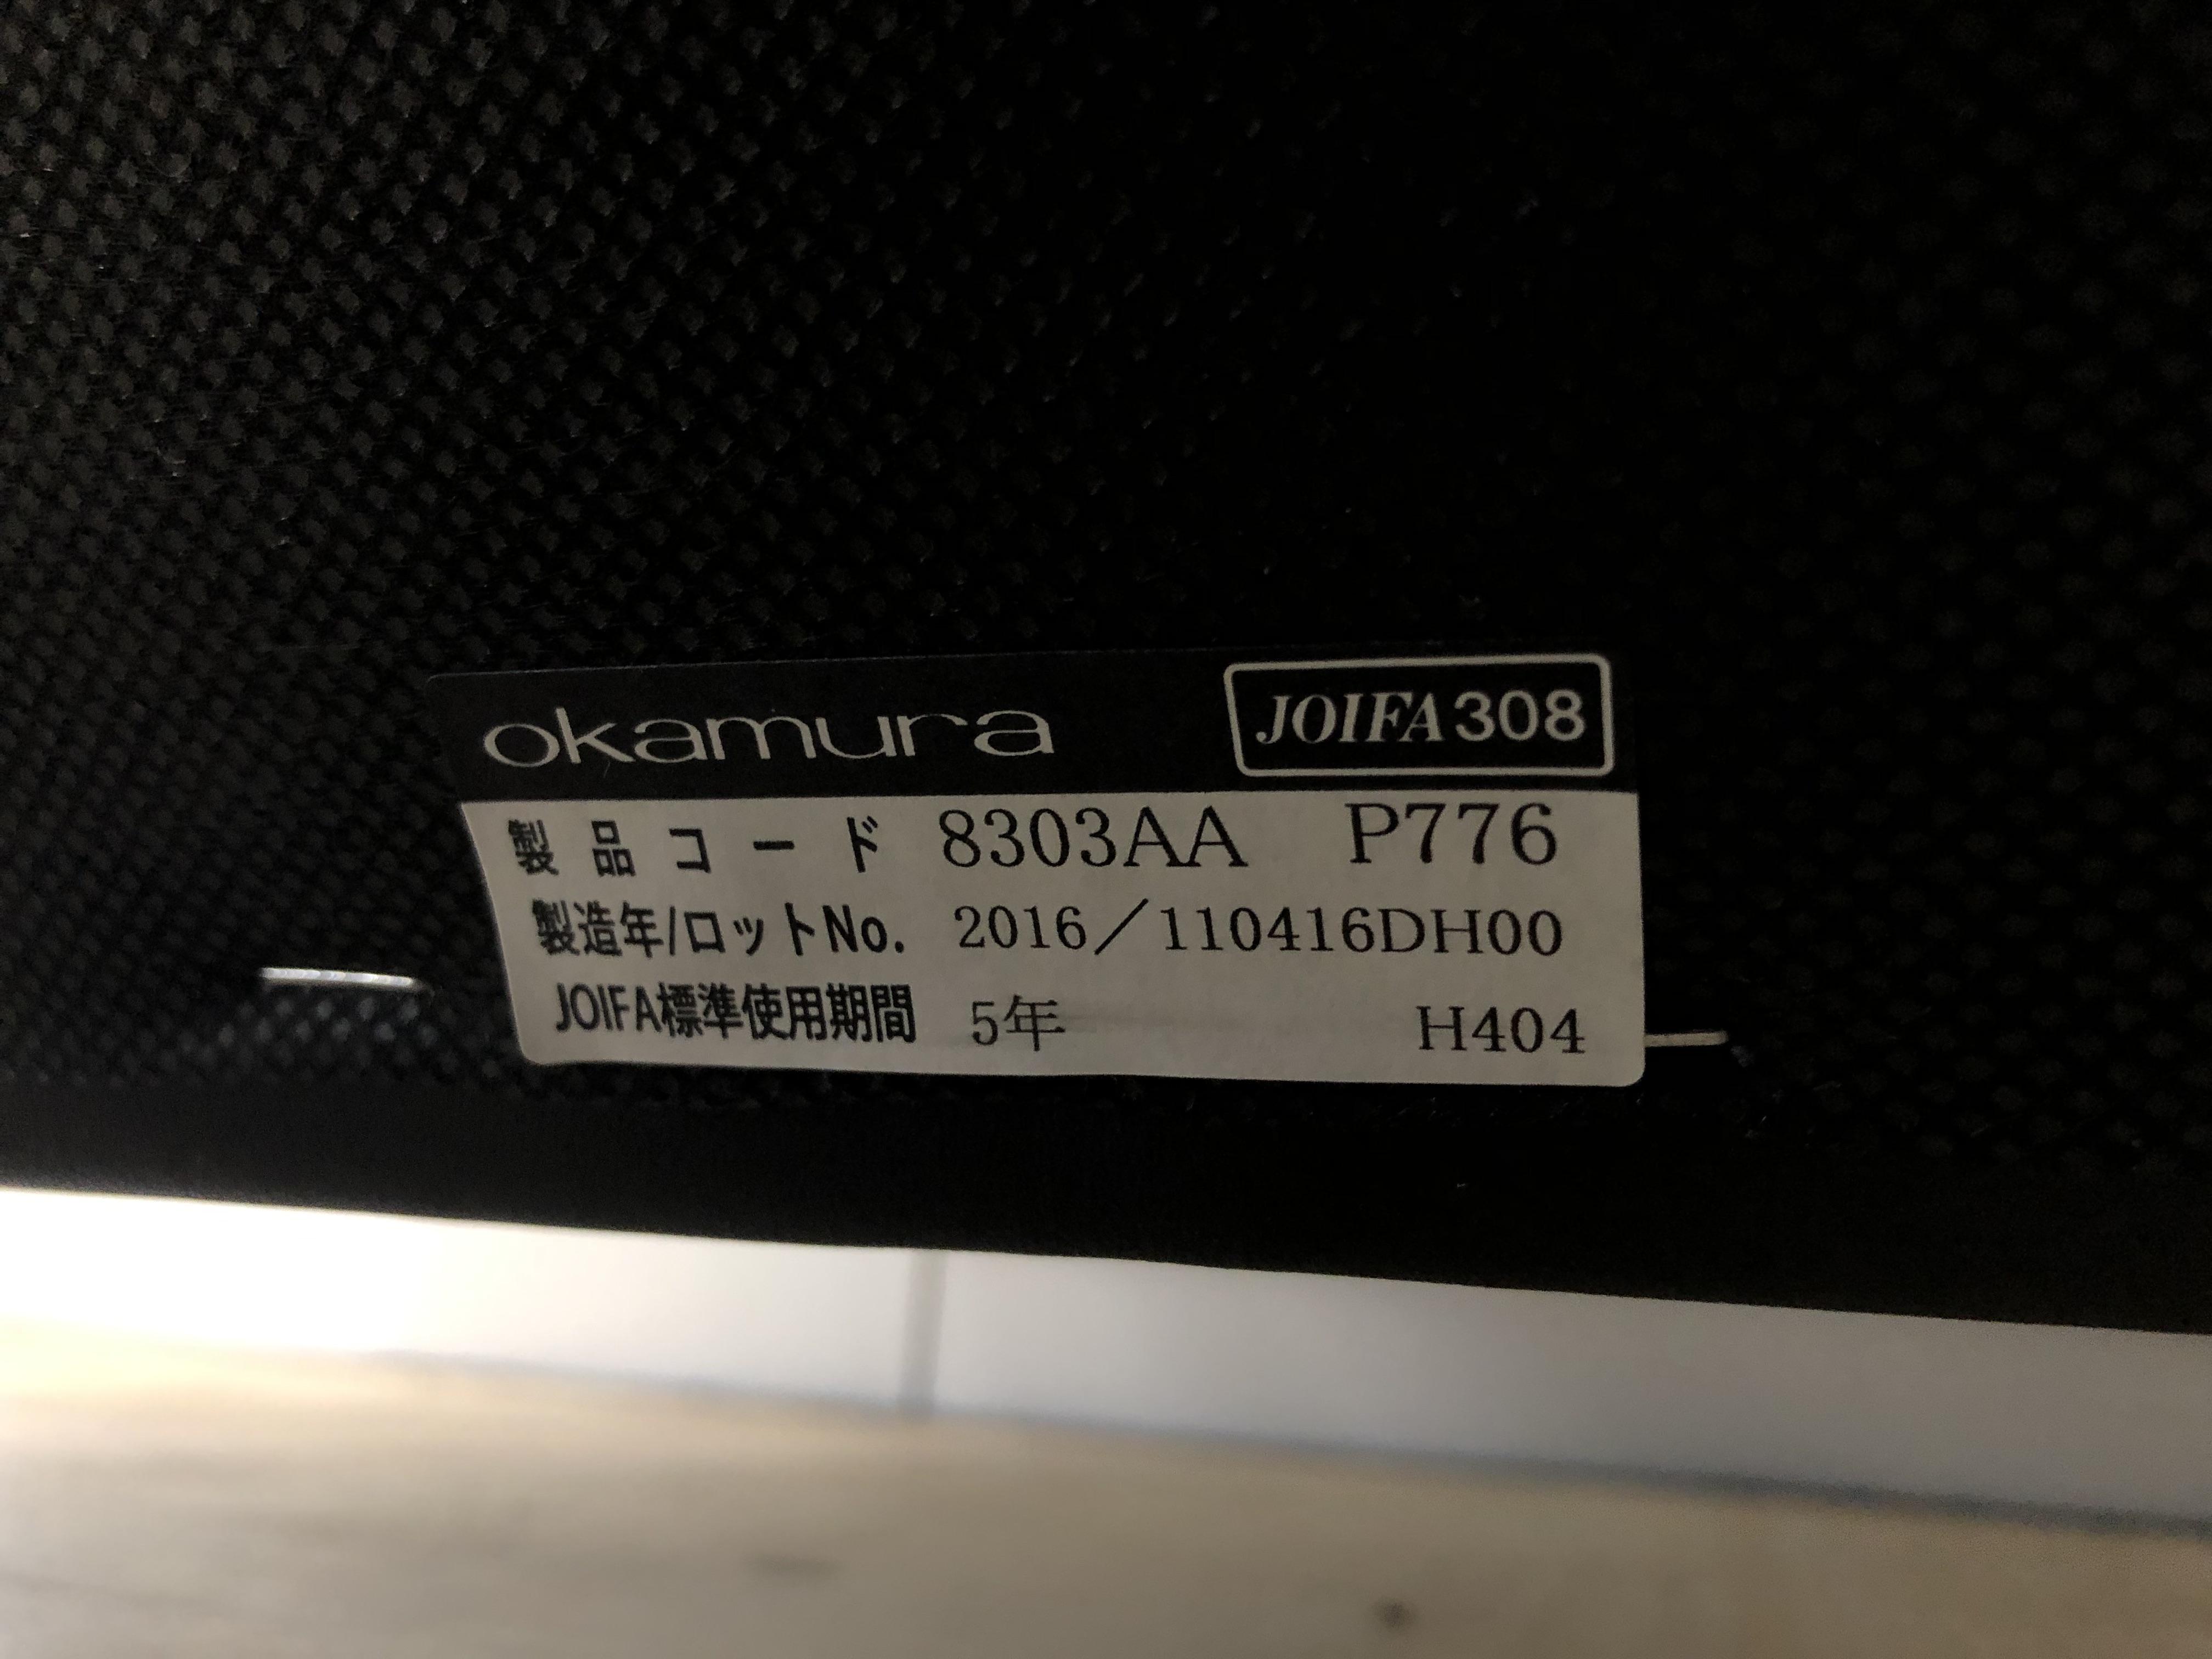 okamura JOIFA308
製品コード 8303AA P776
製造年/ロットNo. 2016／110416DH00
JOIFA標準使用期間 5年 H404